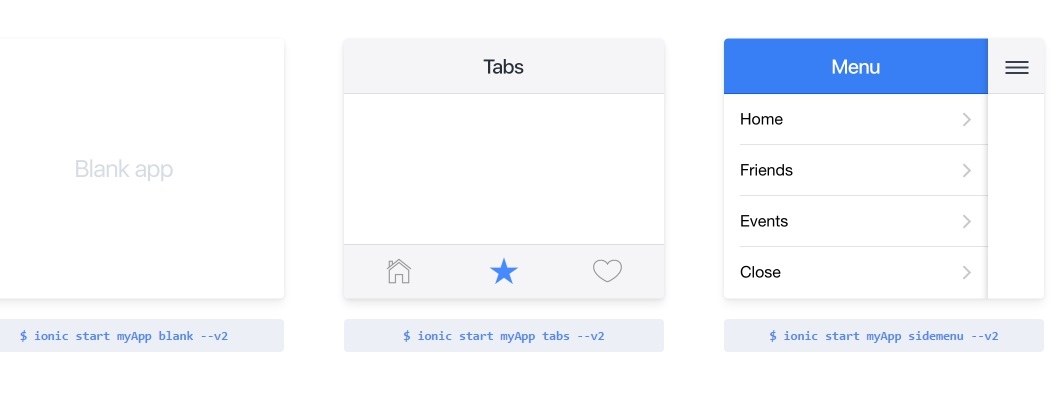 Blank app
$ ionic start myApp blank --v2
Tabs
$ ionic start myApp tabs --v2
Menu
Home
Friends
Events
Close
$ ionic start myApp sidemenu --v2